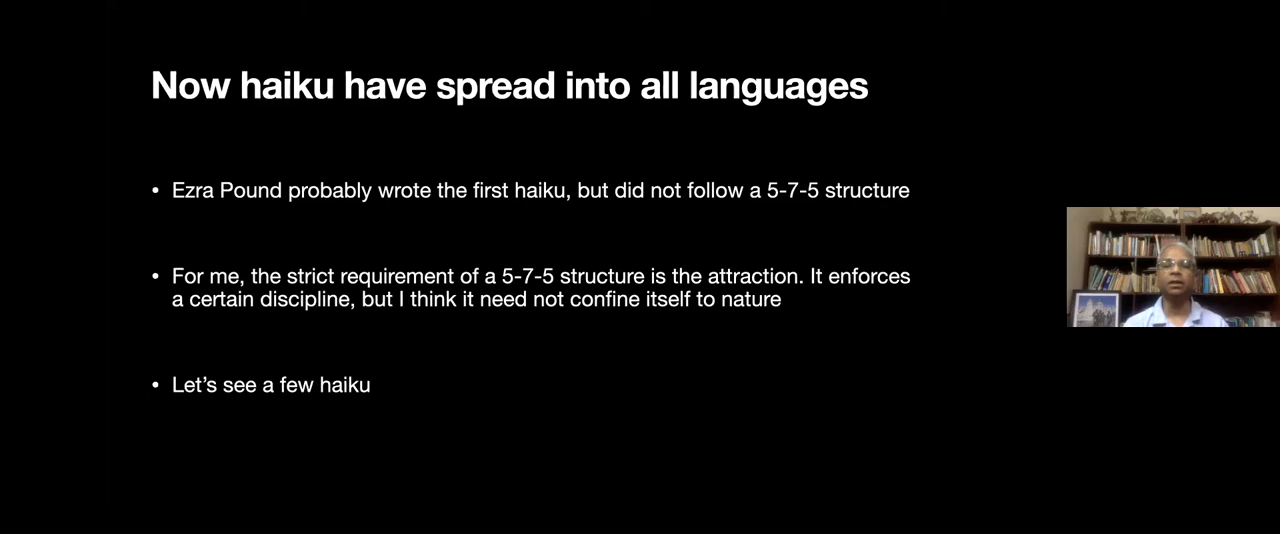 Now haiku have spread into all languages
• Ezra Pound probably wrote the first haiku, but did not follow a 5-7-5 structure
• For me, the strict requirement of a 5-7-5 structure is the attraction. It enforces
a certain discipline, but I think it need not confine itself to nature
• Let’s see a few haiku